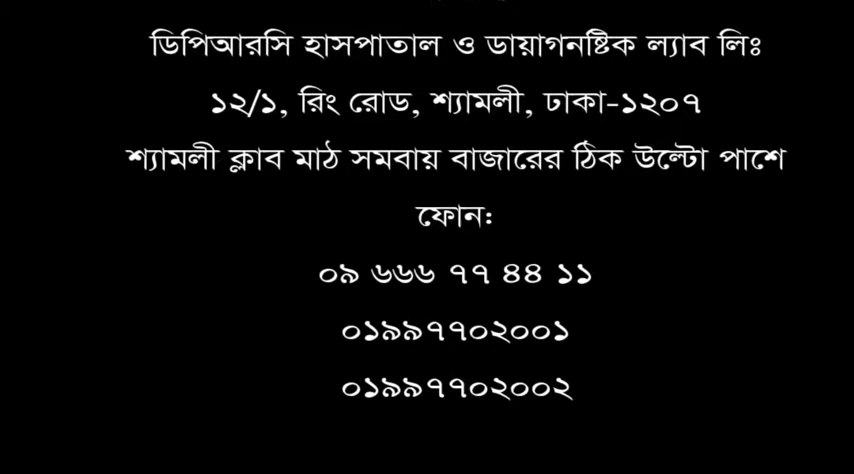 ডিপিআরসি হাসপাতাল ও ডায়াগনষ্টিক ল্যাব লিঃ
১২/১, রিং রোড, শ্যামলী, ঢাকা-১২০৭
শ্যামলী ক্লাব মাঠ সমবায় বাজারের ঠিক উল্টো পাশে
ফোন:
০৯ ৬৬৬ ৭৭ ৪৪ ১১
০১৯৯৭৭০২০০১
০১৯৯৭৭০২০০২